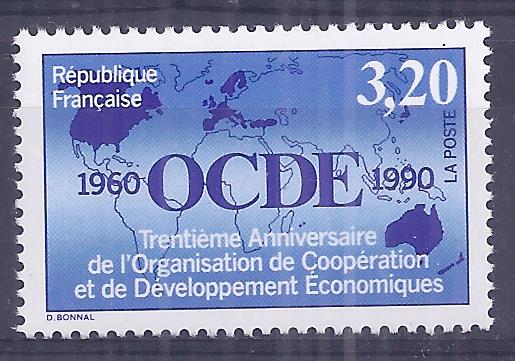 République
Française
3,20
LA POSTE
1960 OCDE 1990
Trentième Anniversaire
de l'Organisation de Coopération
et de Développement Économiques
D. BONNAL